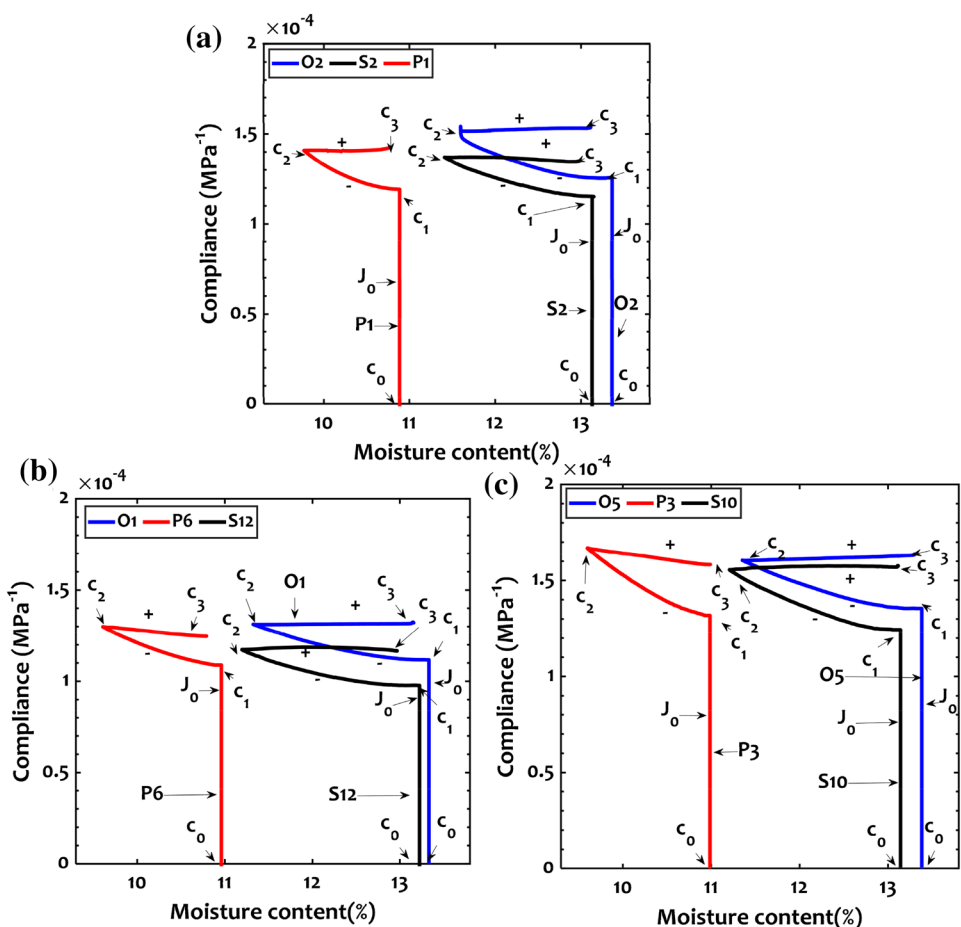 (a)
×10⁻⁴
2
1.5
1
0.5
0
Compliance (MPa⁻¹)
O2 S2 P1
c₂ + c₃
-
c₁
J₀
P1
c₀
c₂ + c₃
+
c₂ c₃ c₁
- -
c₁
J₀ J₀
S2 O2
c₀ c₀
10 11 12 13
Moisture content(%)
(b)
×10⁻⁴
2
1.5
1
0.5
0
Compliance (MPa⁻¹)
O1 P6 S12
c₂ + c₃
-
c₁
J₀
P6
c₀
c₂ O1 + c₃
c₂ + c₁
- -
J₀ J₀
c₁
S12
c₀ c₀
10 11 12 13
Moisture content(%)
(c)
×10⁻⁴
2
1.5
1
0.5
0
Compliance (MPa⁻¹)
O5 P3 S10
+
c₂ c₃
-
c₁
J₀
P3
c₂ + c₃
c₂ + c₃
- -
c₁ c₁
O5
J₀ J₀
S10
c₀ c₀ c₀
10 11 12 13
Moisture content(%)